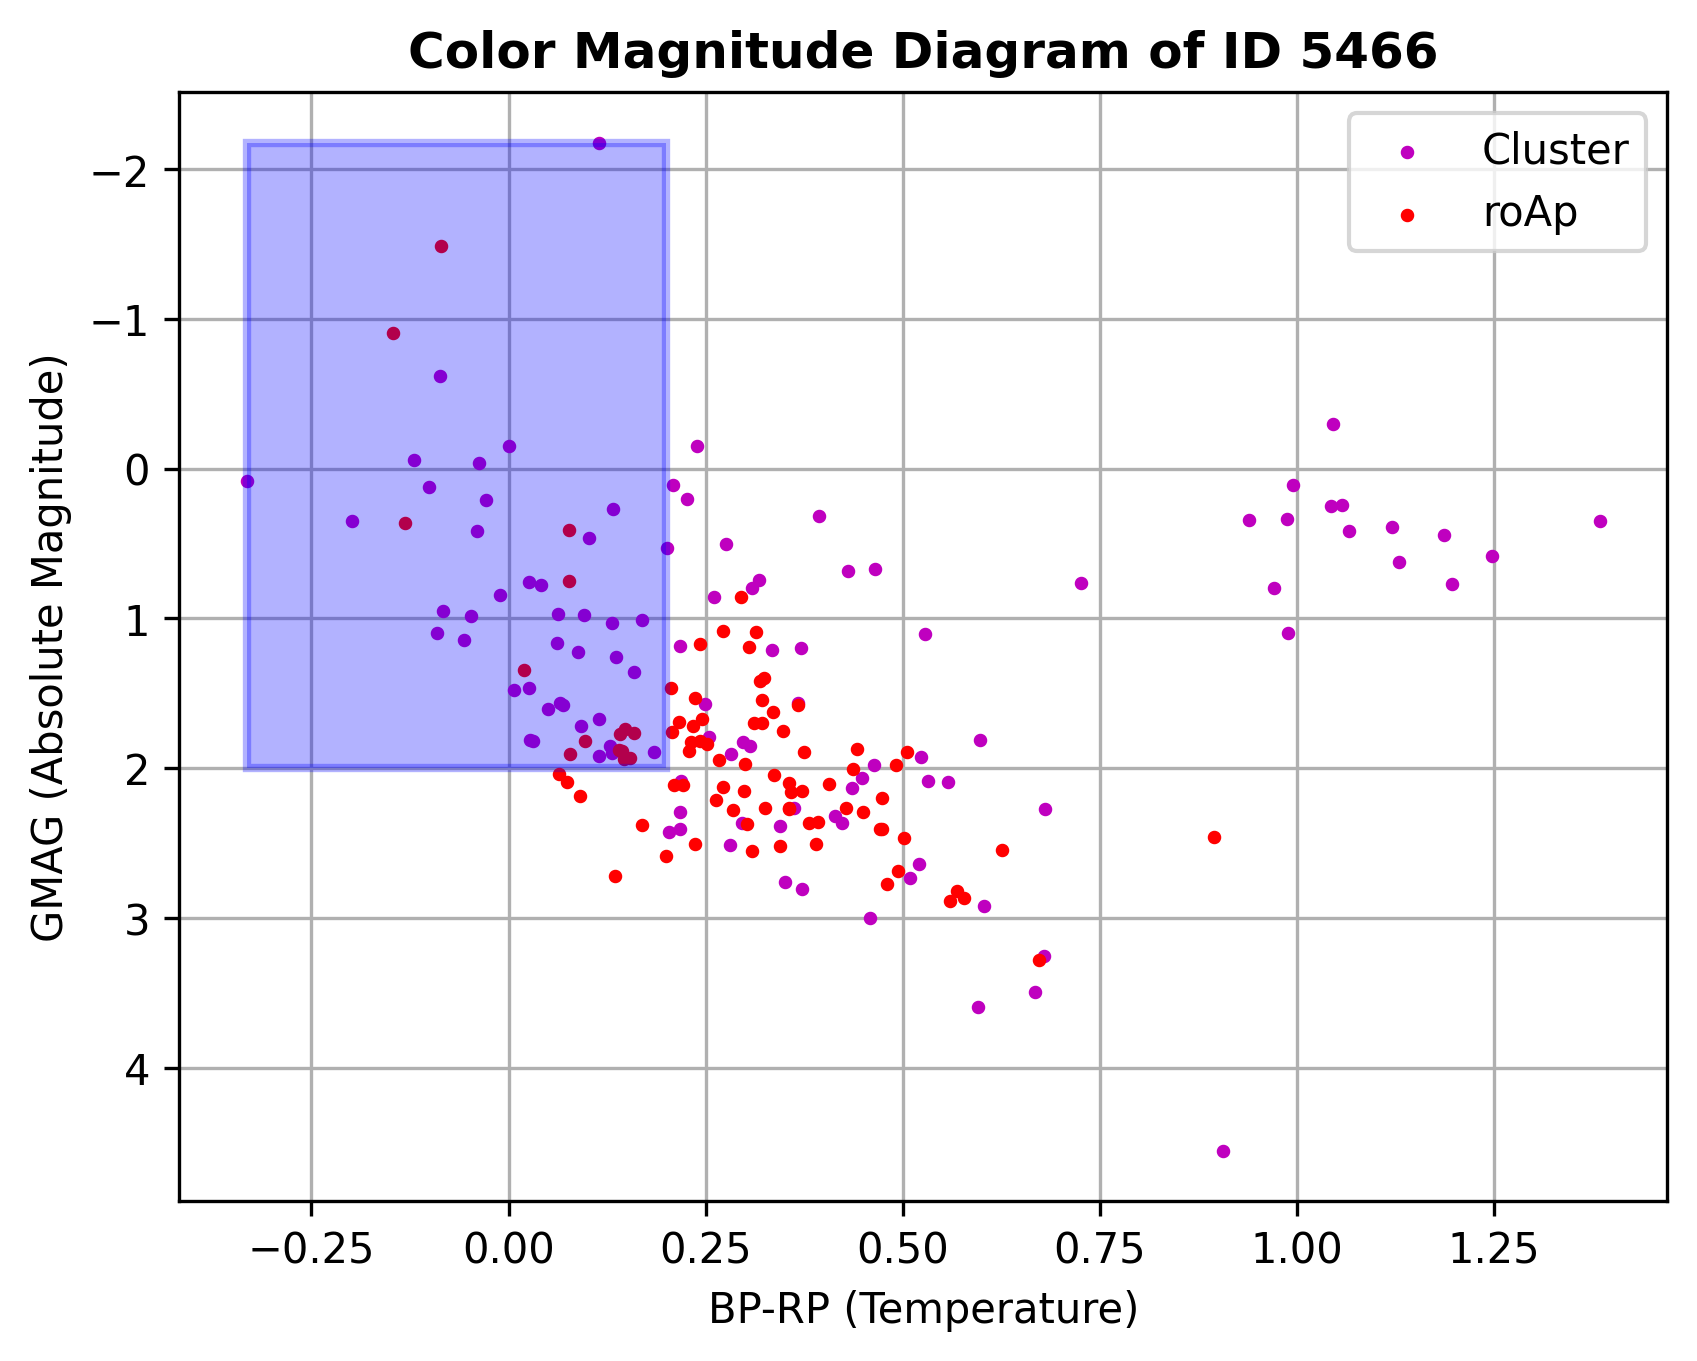 Color Magnitude Diagram of ID 5466
Cluster
roAp
GMAG (Absolute Magnitude)
−2
−1
0
1
2
3
4
−0.25 0.00 0.25 0.50 0.75 1.00 1.25
BP-RP (Temperature)